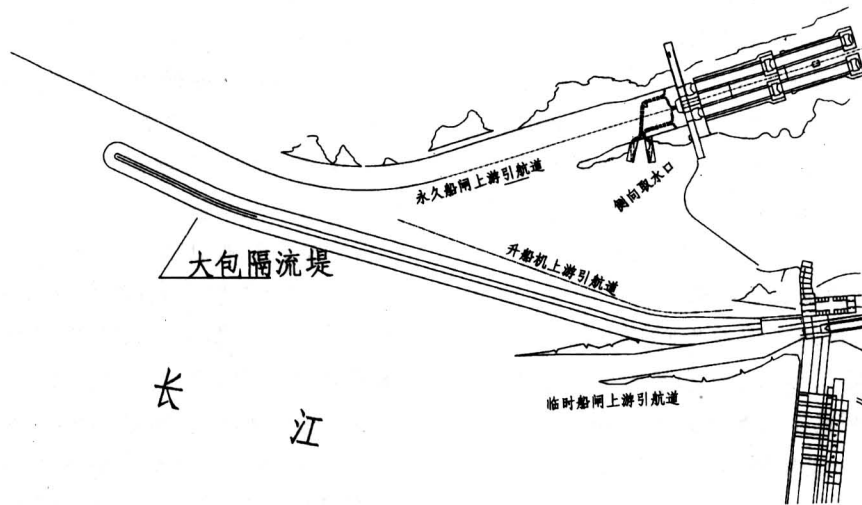 永久船闸上游引航道
侧向取水口
升船机上游引航道
大包隔流堤
临时船闸上游引航道
长江